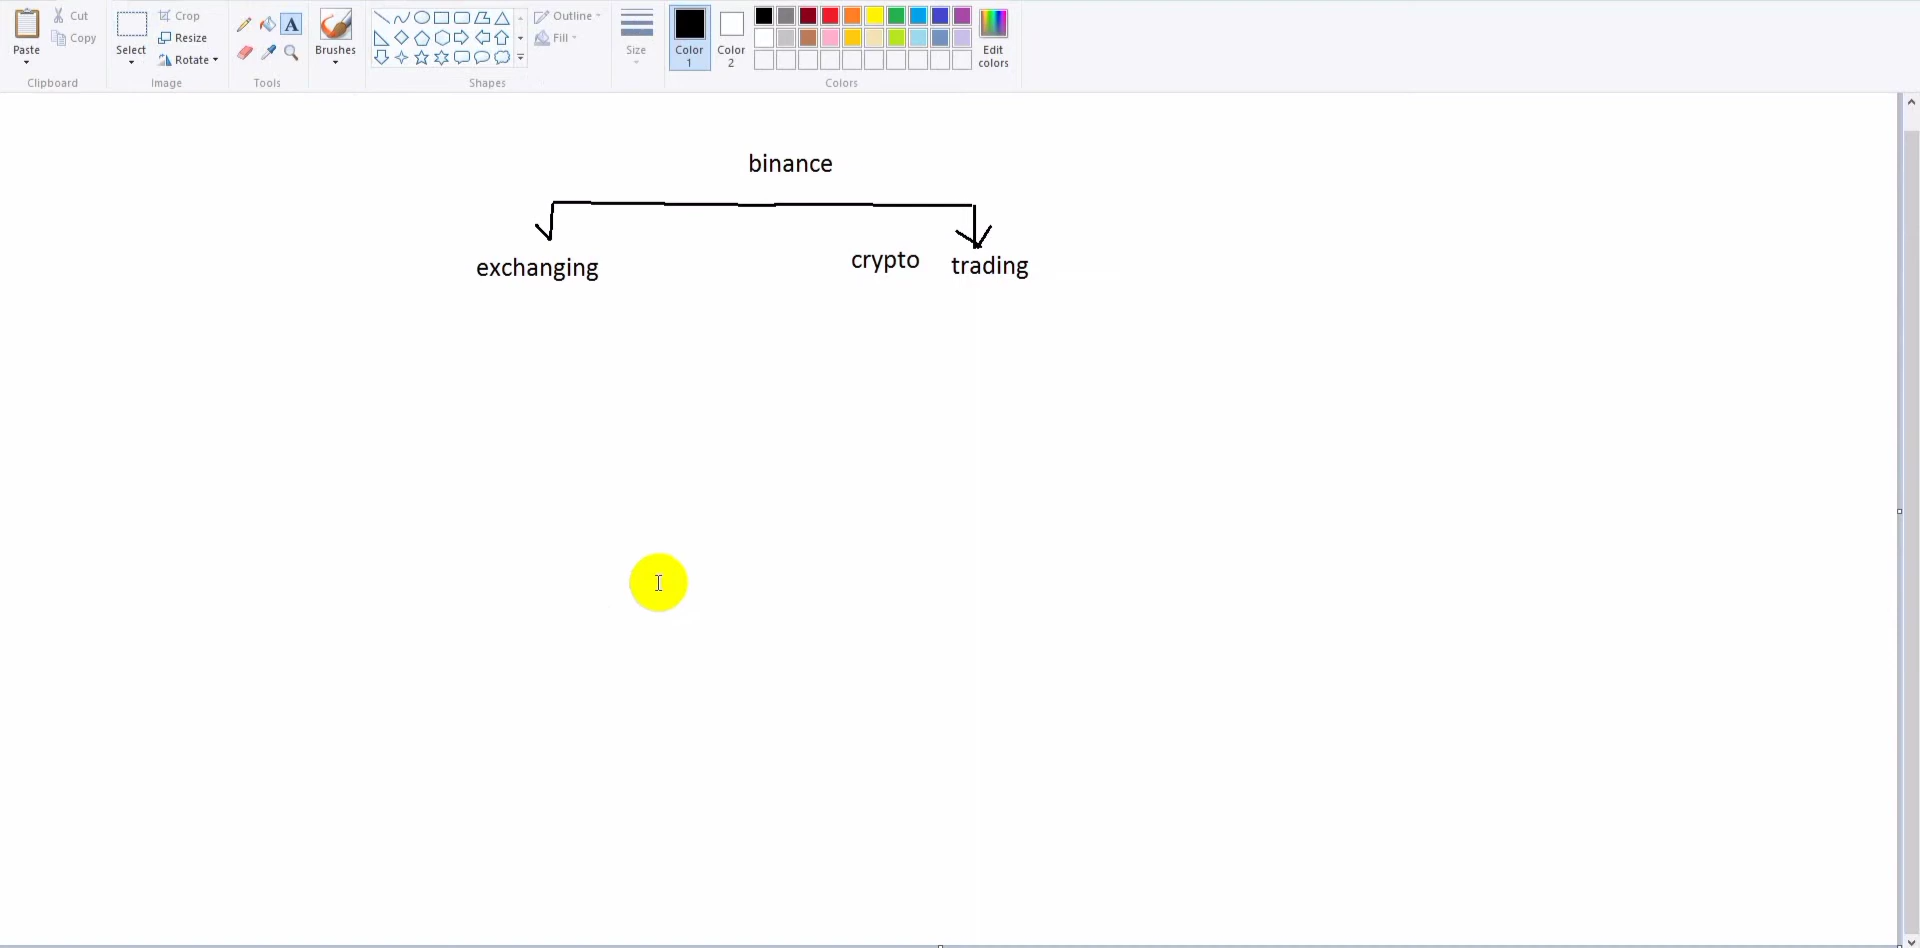 Paste
Cut
Copy
Clipboard
Select
Crop
Resize
Rotate
Image
A
Tools
Brushes
Shapes
Outline
Fill
Size
Color
1
Color
2
Edit
colors
Colors
binance
exchanging
crypto
trading